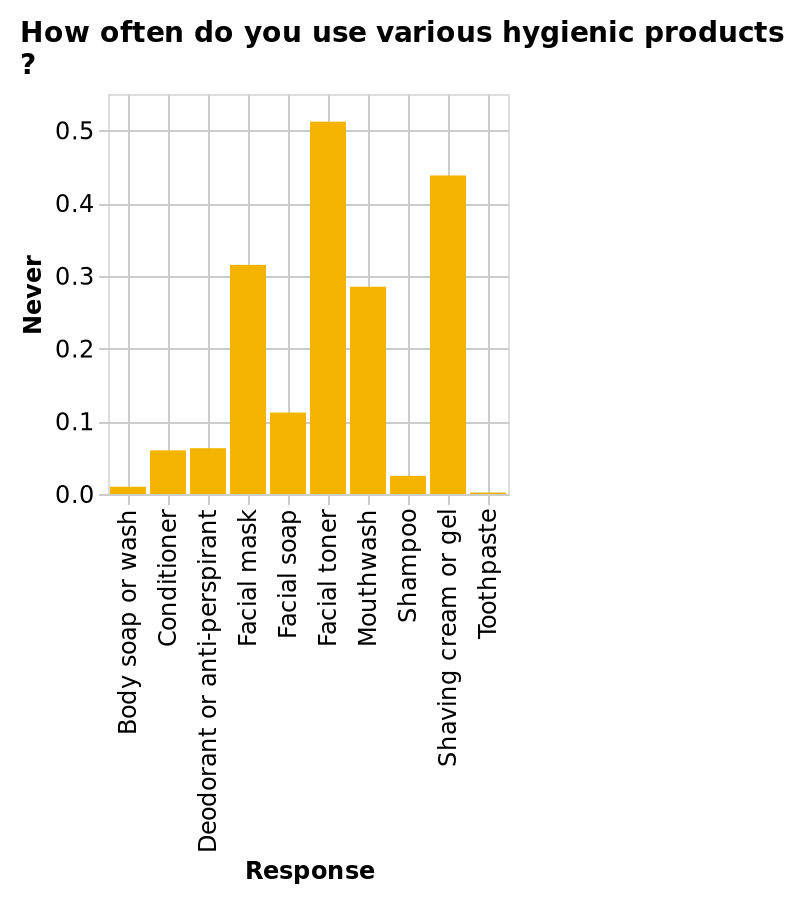 How often do you use various hygienic products
?
Never
0.5
0.4
0.3
0.2
0.1
0.0
Body soap or wash
Conditioner
Deodorant or anti-perspirant
Facial mask
Facial soap
Facial toner
Mouthwash
Shampoo
Shaving cream or gel
Toothpaste
Response